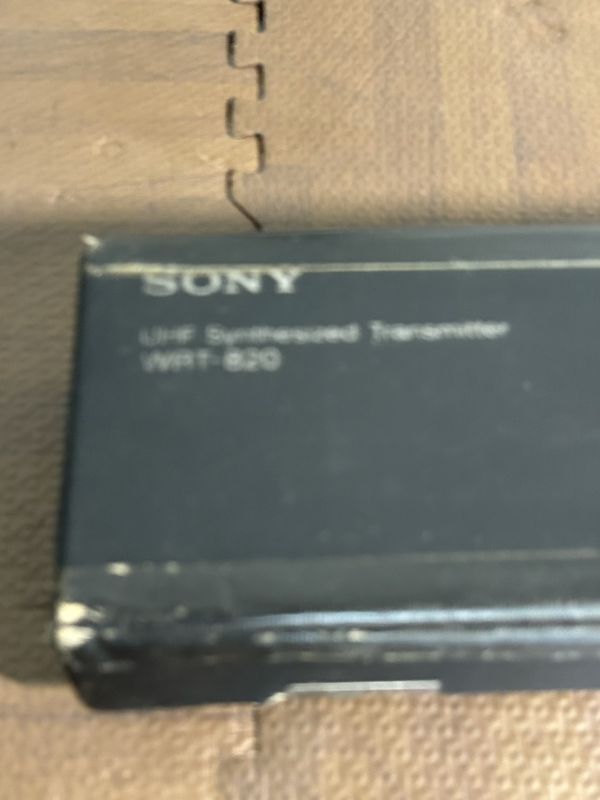 SONY
UHF Synthesized Transmitter
WRT-820